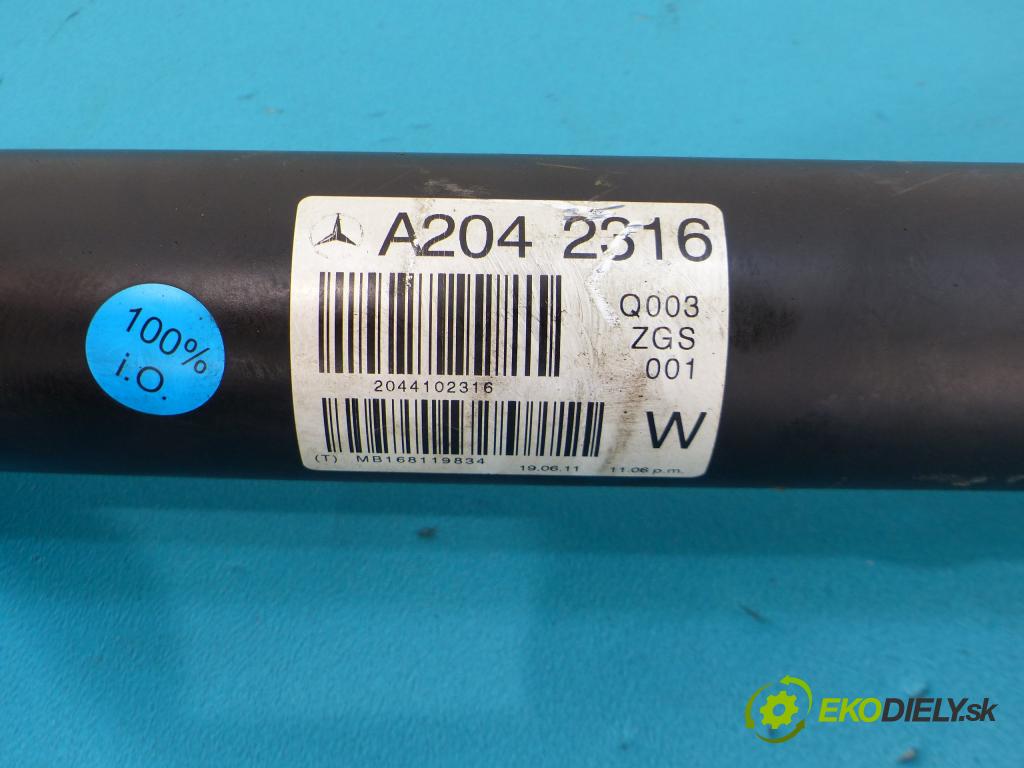 A204 2316
Q003
ZGS
001
2044102316
W
(T) MB168119834 19.06.11 11.06 p.m.
100%
i.O.
EKODIELY.sk